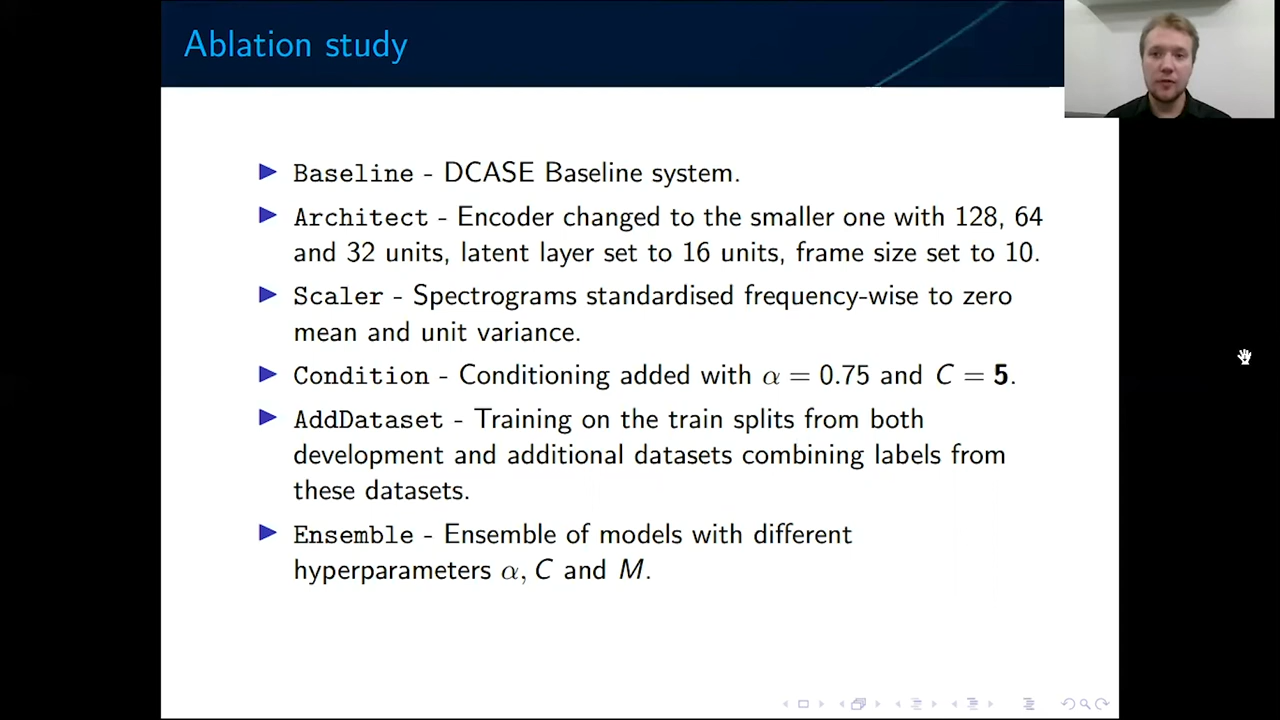 Ablation study
Baseline - DCASE Baseline system.
Architect - Encoder changed to the smaller one with 128, 64
and 32 units, latent layer set to 16 units, frame size set to 10.
Scaler - Spectrograms standardised frequency-wise to zero
mean and unit variance.
Condition - Conditioning added with α = 0.75 and C = 5.
AddDataset - Training on the train splits from both
development and additional datasets combining labels from
these datasets.
Ensemble - Ensemble of models with different
hyperparameters α, C and M.